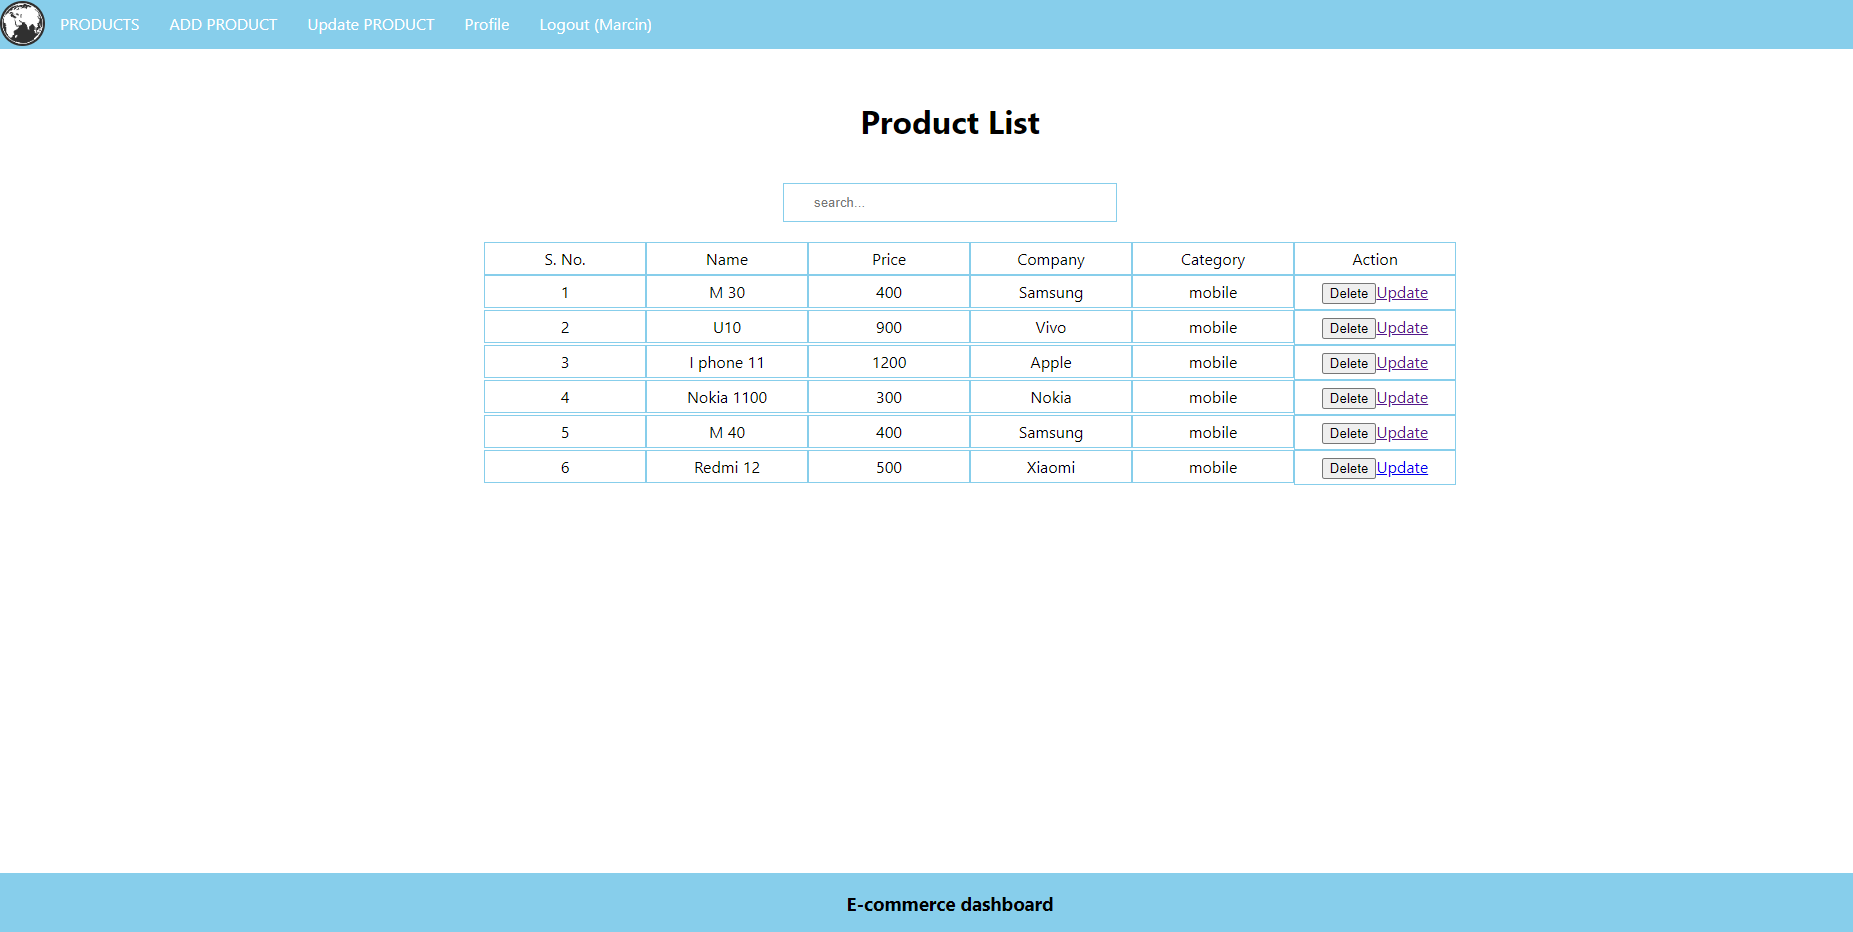 PRODUCTS ADD PRODUCT Update PRODUCT Profile Logout (Marcin)
Product List
search...
S. No. Name Price Company Category Action
1 M 30 400 Samsung mobile Delete Update
2 U10 900 Vivo mobile Delete Update
3 I phone 11 1200 Apple mobile Delete Update
4 Nokia 1100 300 Nokia mobile Delete Update
5 M 40 400 Samsung mobile Delete Update
6 Redmi 12 500 Xiaomi mobile Delete Update
E-commerce dashboard